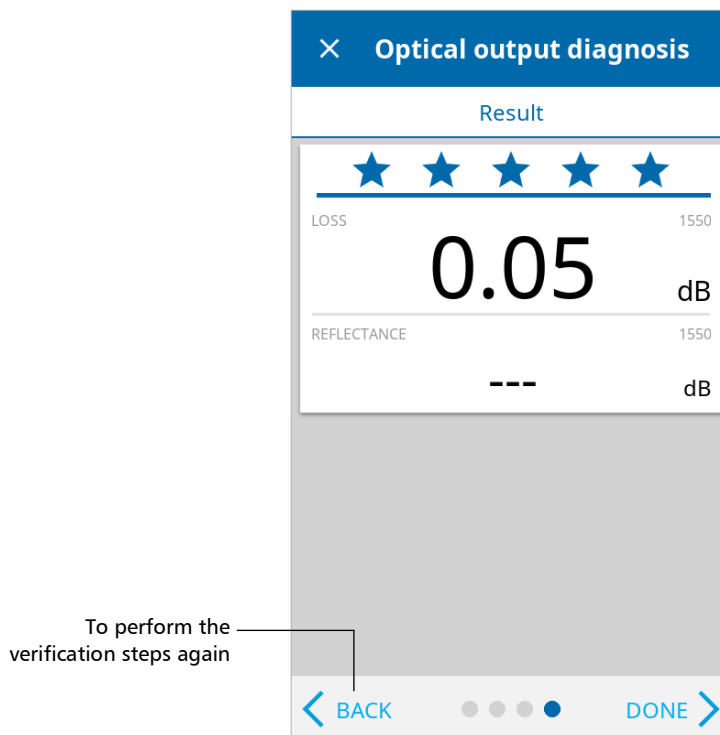 Optical output diagnosis
Result
LOSS 1550
0.05 dB
REFLECTANCE 1550
--- dB
To perform the
verification steps again
BACK DONE